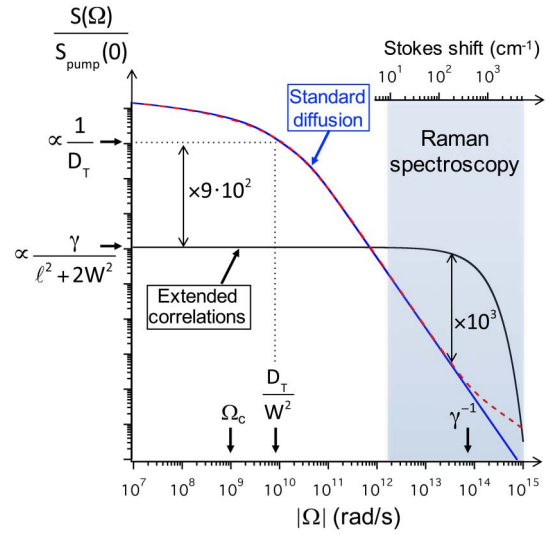 S(Ω)
S_pump(0)
Stokes shift (cm⁻¹)
10¹ 10² 10³
Standard
diffusion
Raman
spectroscopy
∝ 1
D_T
×9·10²
∝ γ
ℓ²+2W²
Extended
correlations
×10³
Ω_c
D_T
W²
γ⁻¹
10⁷ 10⁸ 10⁹ 10¹⁰ 10¹¹ 10¹² 10¹³ 10¹⁴ 10¹⁵
|Ω| (rad/s)